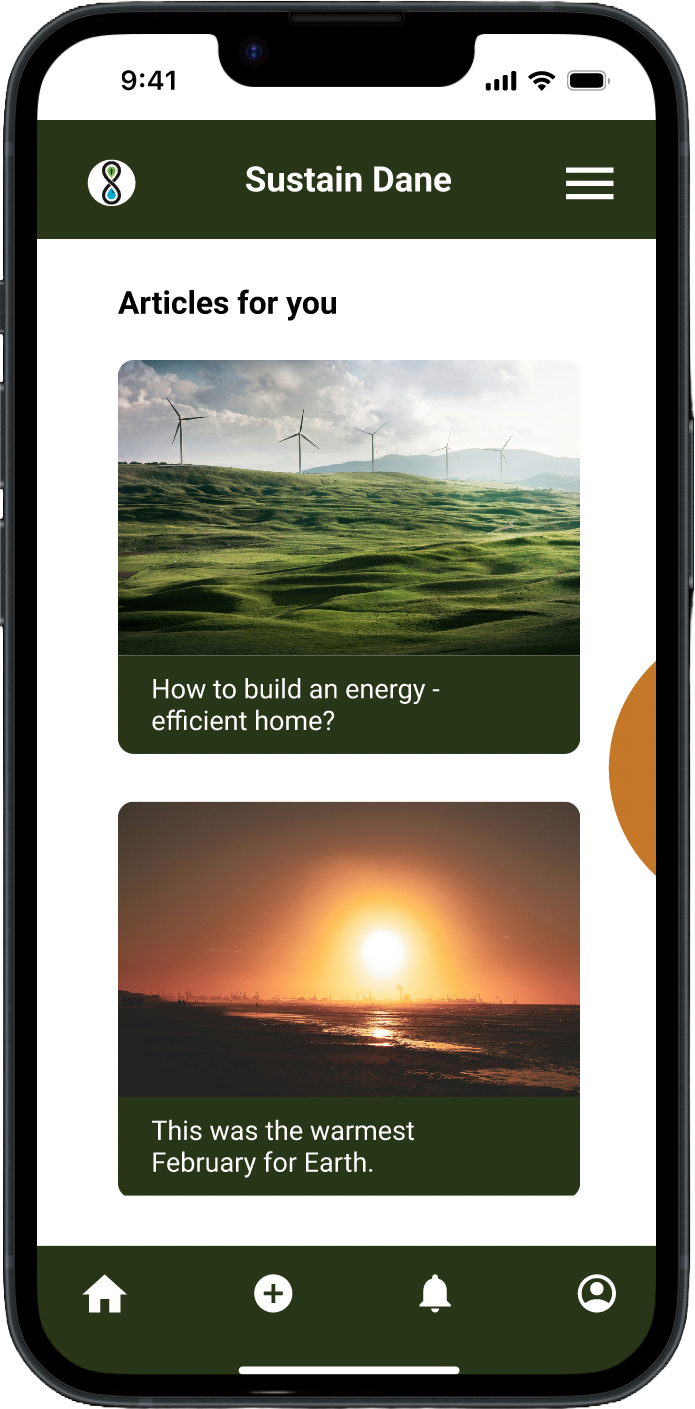 9:41
Sustain Dane
Articles for you
How to build an energy -
efficient home?
This was the warmest
February for Earth.